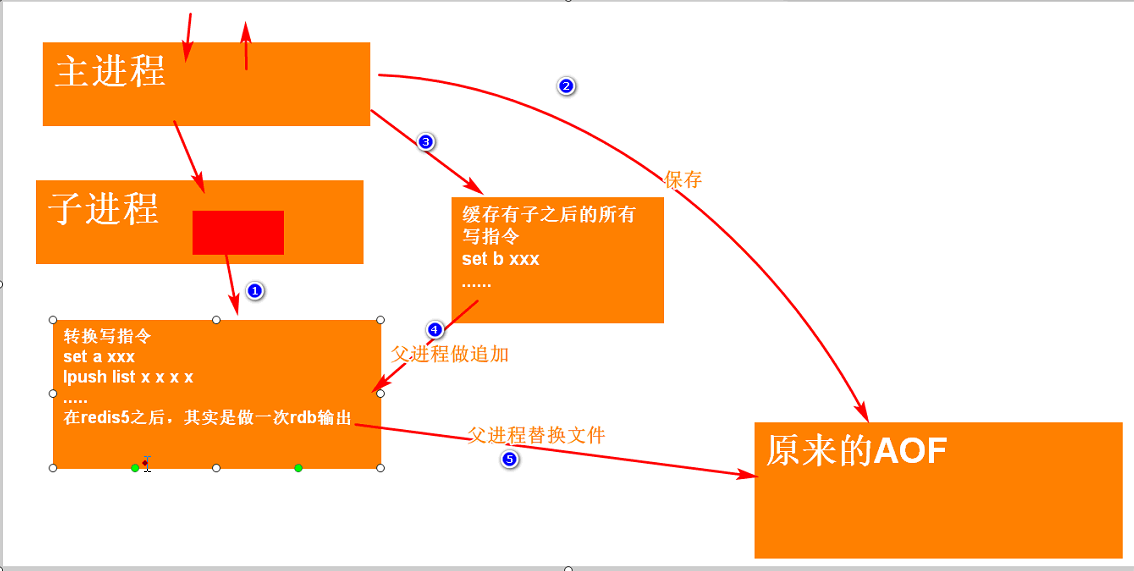 主进程
2
3
保存
子进程
缓存有子之后的所有
写指令
set b xxx
......
1
4
转换写指令
set a xxx
lpush list x x x x
.....
在redis5之后，其实是做一次rdb输出
父进程做追加
父进程替换文件
5
原来的AOF